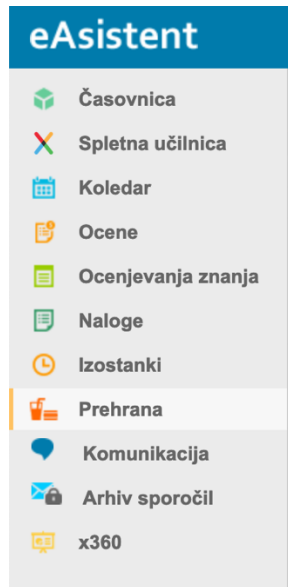 eAsistent
Časovnica
Spletna učilnica
Koledar
Ocene
Ocenjevanja znanja
Naloge
Izostanki
Prehrana
Komunikacija
Arhiv sporočil
x360